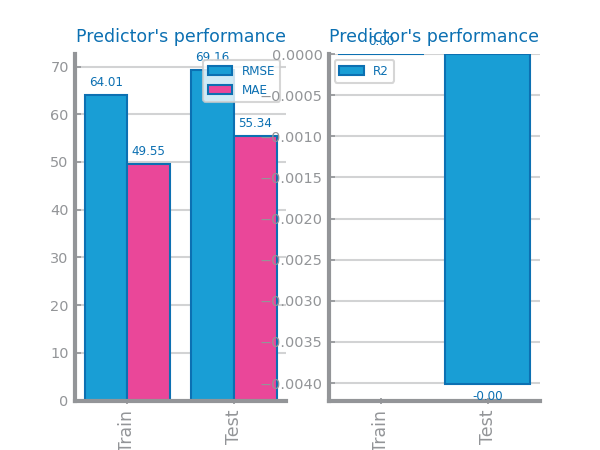 Predictor's performance
69.16
64.01
49.55
55.34
RMSE
MAE
70
60
50
40
30
20
10
0
Train
Test
Predictor's performance
0.00
R2
0.0000
−0.0005
−0.0010
−0.0015
−0.0020
−0.0025
−0.0030
−0.0035
−0.0040
-0.00
Train
Test